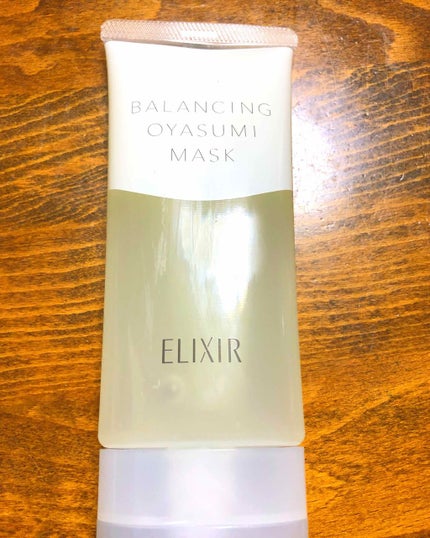 BALANCING
OYASUMI
MASK
ELIXIR